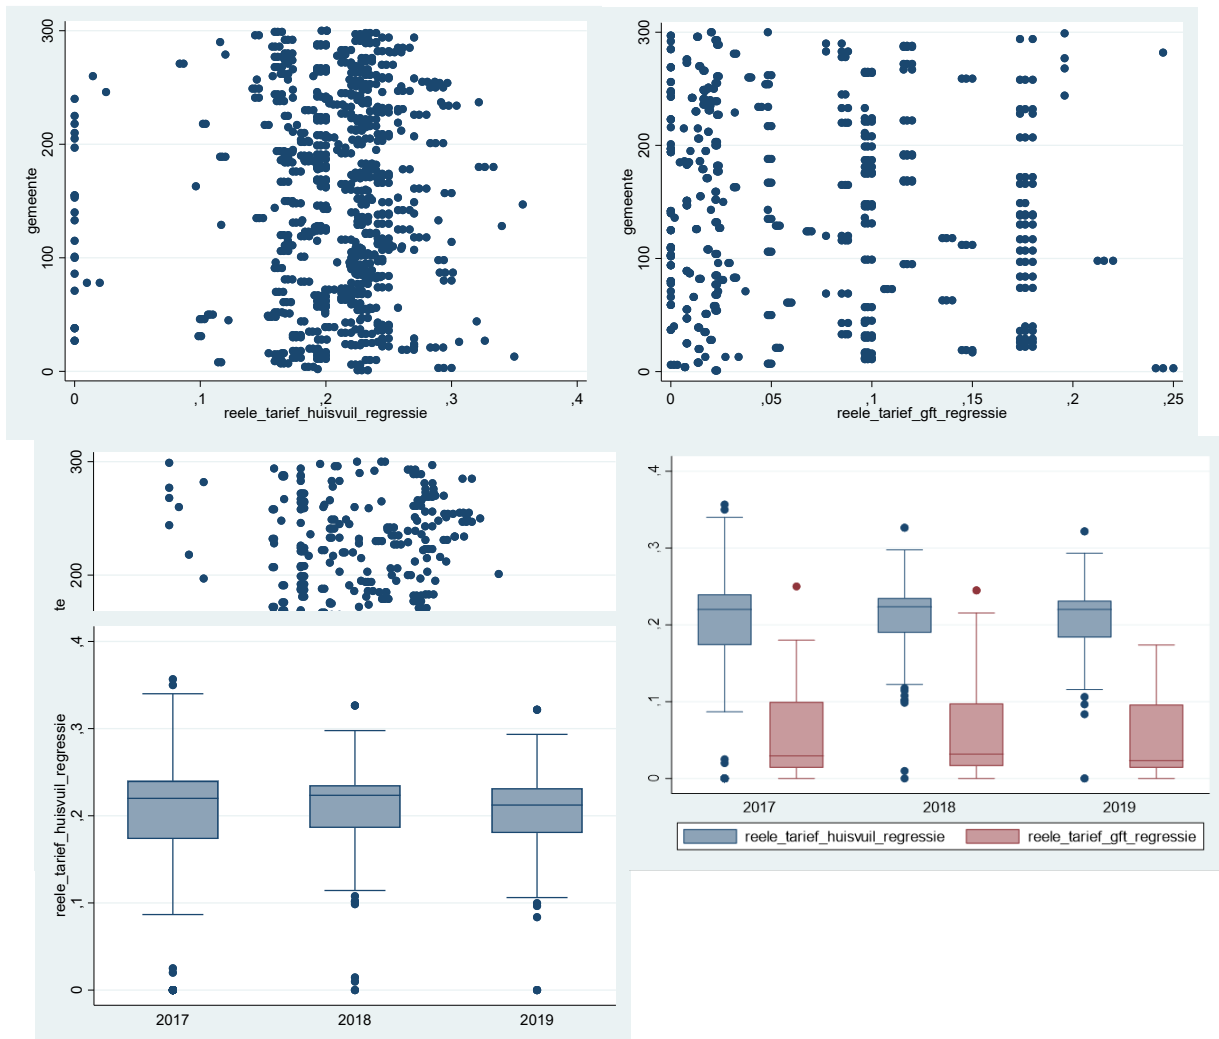 300
200
100
0
gemeente
0 ,1 ,2 ,3 ,4
reele_tarief_huisvuil_regressie
300
200
100
0
gemeente
0 ,05 ,1 ,15 ,2 ,25
reele_tarief_gft_regressie
300
200
te
,4
,3
,2
,1
0
reele_tarief_huisvuil_regressie
2017 2018 2019
,4
,3
,2
,1
0
2017 2018 2019
reele_tarief_huisvuil_regressie reele_tarief_gft_regressie